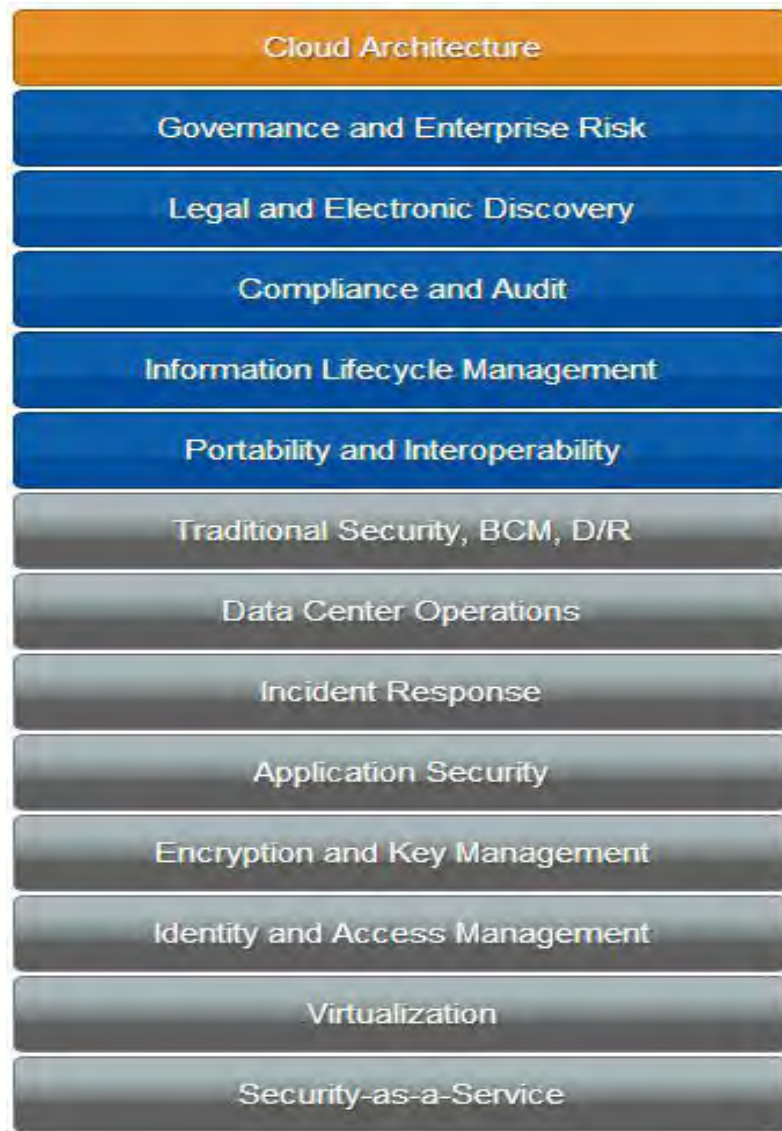 Cloud Architecture
Governance and Enterprise Risk
Legal and Electronic Discovery
Compliance and Audit
Information Lifecycle Management
Portability and Interoperability
Traditional Security, BCM, D/R
Data Center Operations
Incident Response
Application Security
Encryption and Key Management
Identity and Access Management
Virtualization
Security-as-a-Service